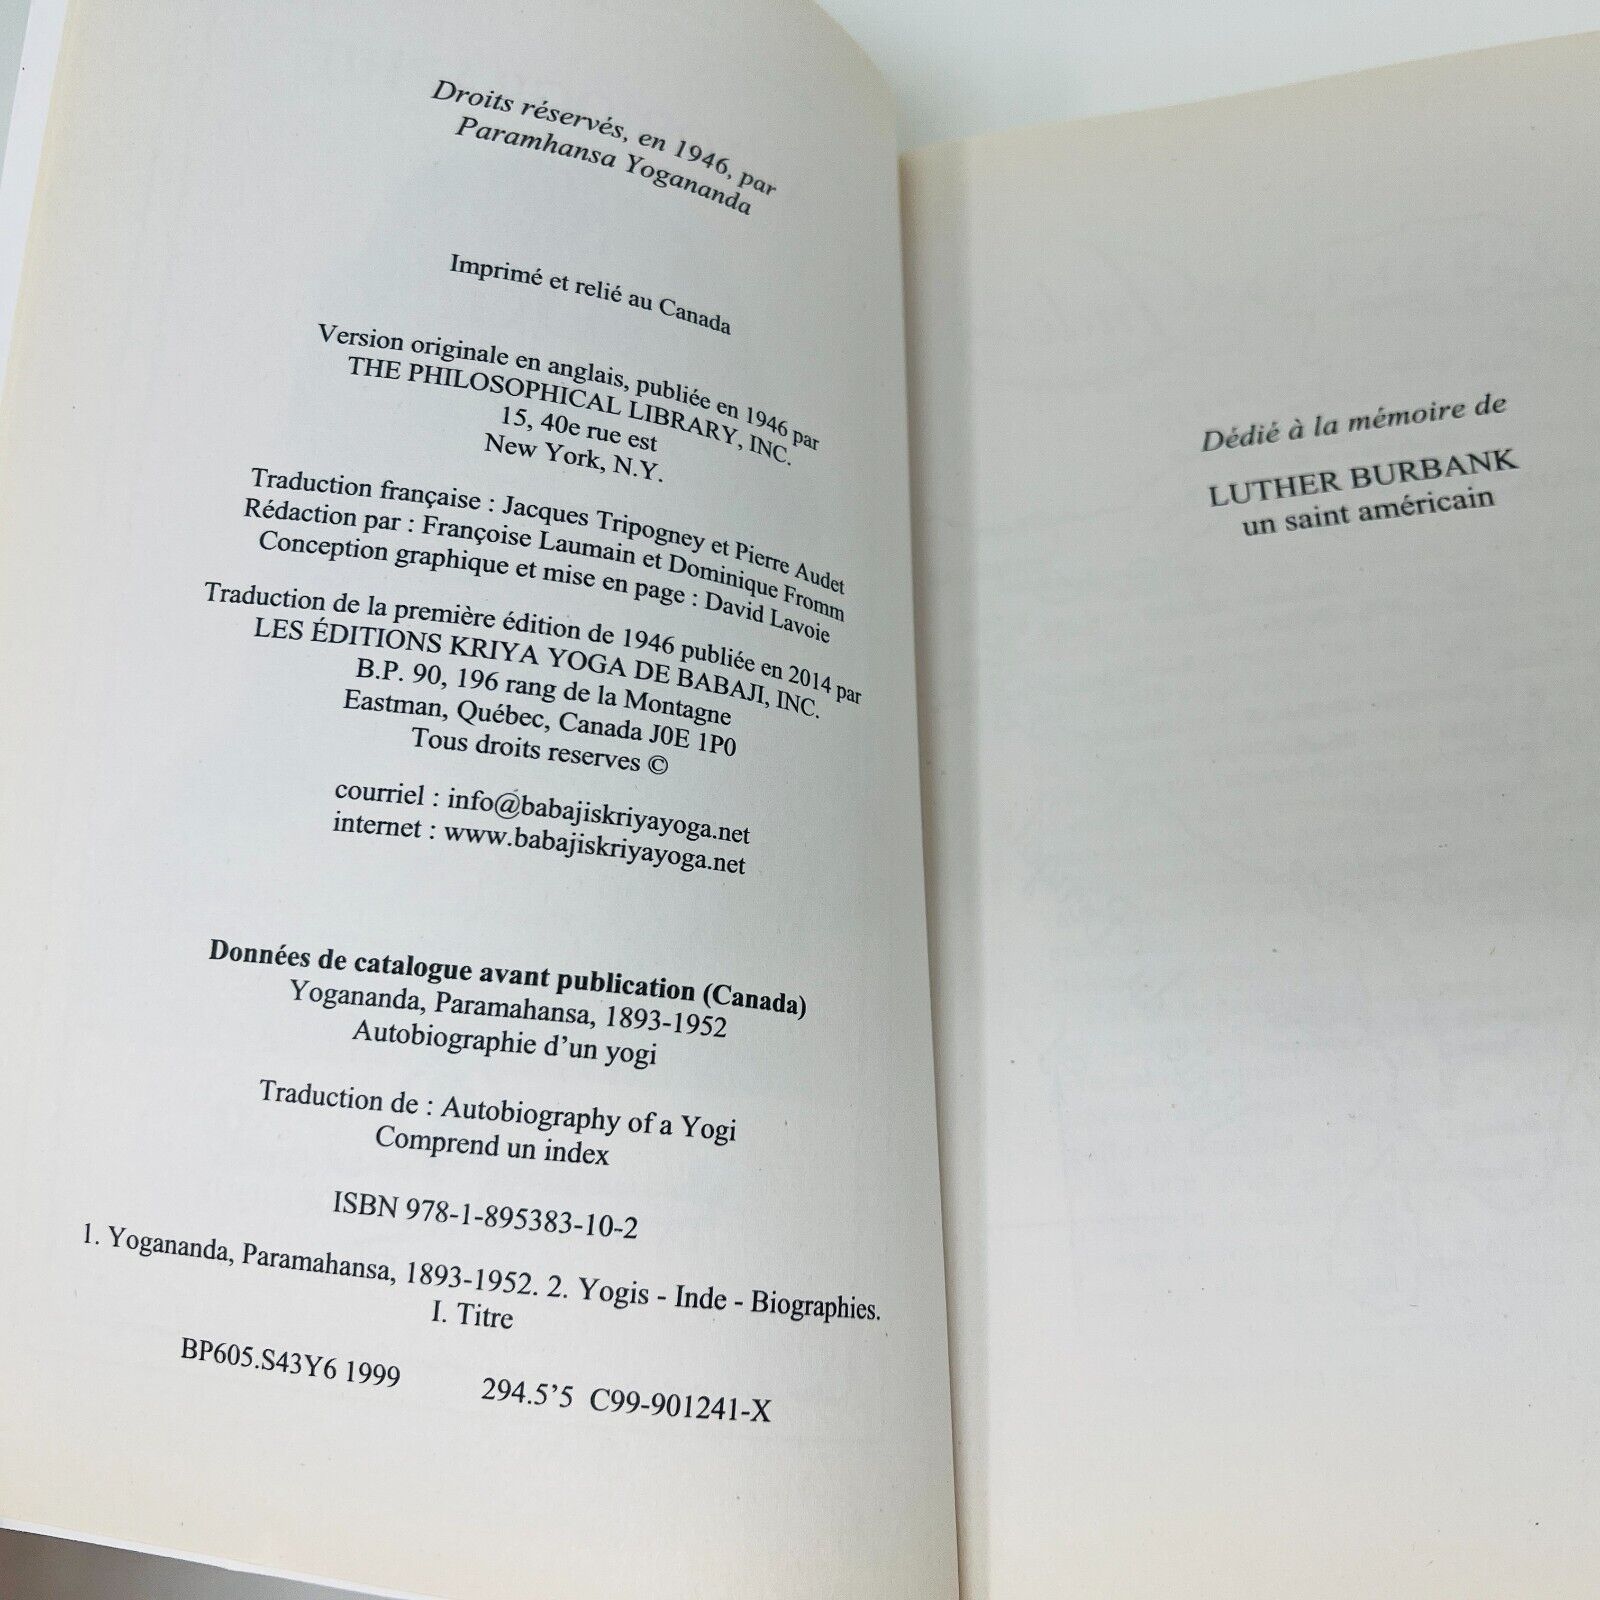 Droits réservés, en 1946, par
Paramhansa Yogananda
Imprimé et relié au Canada
Version originale en anglais, publiée en 1946 par
THE PHILOSOPHICAL LIBRARY, INC.
15, 40e rue est
New York, N.Y.
Traduction française : Jacques Tripogney et Pierre Audet
Rédaction par : Françoise Laumain et Dominique Fromm
Conception graphique et mise en page : David Lavoie
Traduction de la première édition de 1946 publiée en 2014 par
LES ÉDITIONS KRIYA YOGA DE BABAJI, INC.
B.P. 90, 196 rang de la Montagne
Eastman, Québec, Canada J0E 1P0
Tous droits reserves ©
courriel : info@babajiskriyayoga.net
internet : www.babajiskriyayoga.net
Données de catalogue avant publication (Canada)
Yogananda, Paramahansa, 1893-1952
Autobiographie d'un yogi
Traduction de : Autobiography of a Yogi
Comprend un index
ISBN 978-1-895383-10-2
1. Yogananda, Paramahansa, 1893-1952. 2. Yogis - Inde - Biographies.
I. Titre
BP605.S43Y6 1999 294.5’5 C99-901241-X
Dédié à la mémoire de
LUTHER BURBANK
un saint américain